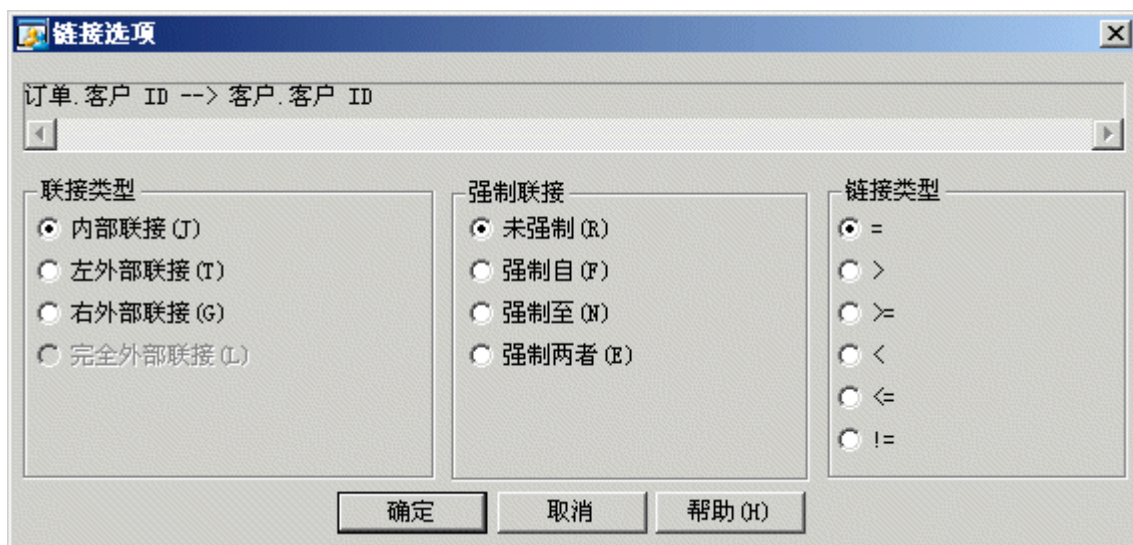 链接选项
订单.客户 ID --> 客户.客户 ID
联接类型
内部联接(J)
左外部联接(T)
右外部联接(G)
完全外部联接(L)
强制联接
未强制(R)
强制自(F)
强制至(N)
强制两者(E)
链接类型
=
>
>=
<
<=
!=
确定
取消
帮助(H)